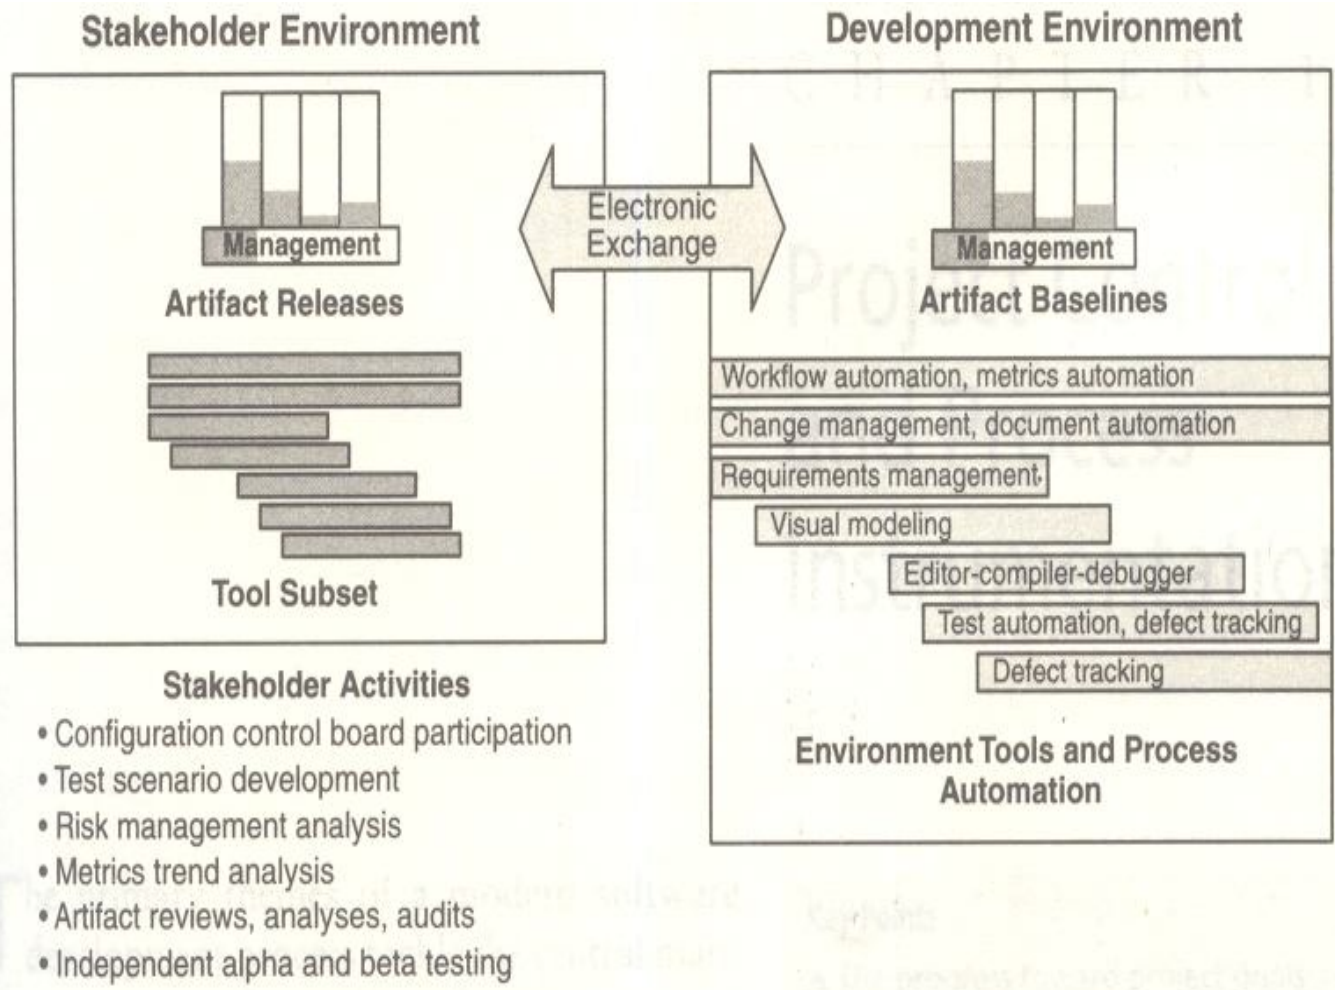 Stakeholder Environment
Management
Artifact Releases
Tool Subset
Stakeholder Activities
• Configuration control board participation
• Test scenario development
• Risk management analysis
• Metrics trend analysis
• Artifact reviews, analyses, audits
• Independent alpha and beta testing
Electronic
Exchange
Development Environment
Management
Artifact Baselines
Workflow automation, metrics automation
Change management, document automation
Requirements management
Visual modeling
Editor-compiler-debugger
Test automation, defect tracking
Defect tracking
Environment Tools and Process
Automation